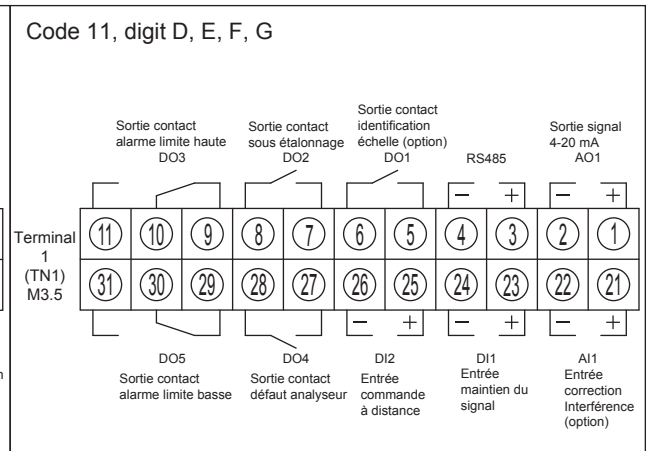 Code 11, digit D, E, F, G
Sortie contact
alarme limite haute
DO3
Sortie contact
sous étalonnage
DO2
Sortie contact
identification
échelle (option)
DO1
RS485
Sortie signal
4-20 mA
AO1
− + − +
Terminal
1
(TN1)
M3.5
11 10 9 8 7 6 5 4 3 2 1
31 30 29 28 27 26 25 24 23 22 21
− + − + − +
DO5
Sortie contact
alarme limite basse
DO4
Sortie contact
défaut analyseur
DI2
Entrée
commande
à distance
DI1
Entrée
maintien du
signal
AI1
Entrée
correction
Interférence
(option)